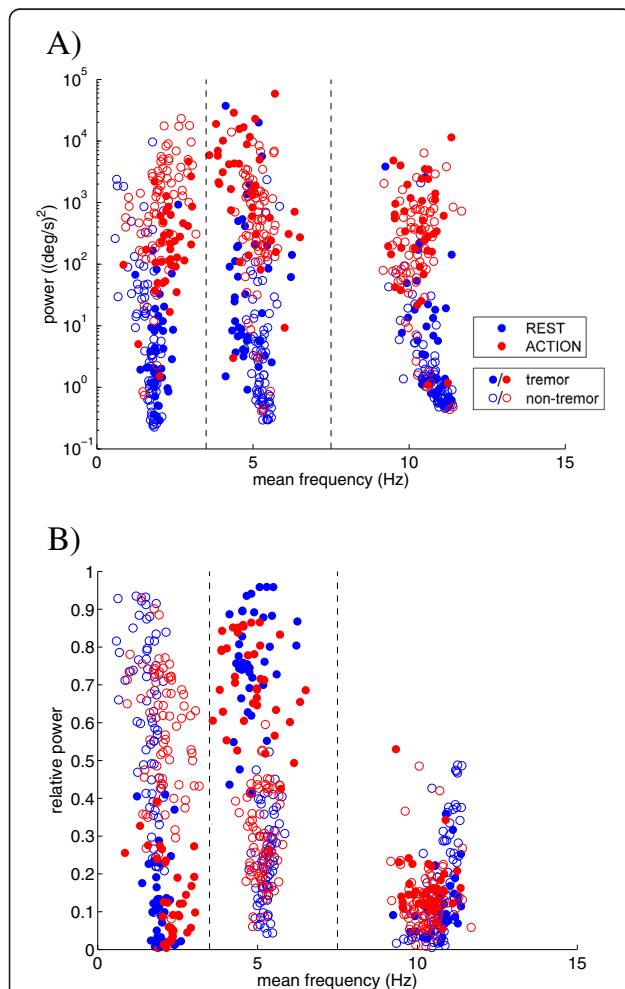 A)
10^5
10^4
10^3
10^2
10^1
10^0
10^-1
power ((deg/s)^2)
0 5 10 15
mean frequency (Hz)
REST
ACTION
/ tremor
/ non-tremor
B)
1
0.9
0.8
0.7
0.6
0.5
0.4
0.3
0.2
0.1
0
relative power
0 5 10 15
mean frequency (Hz)